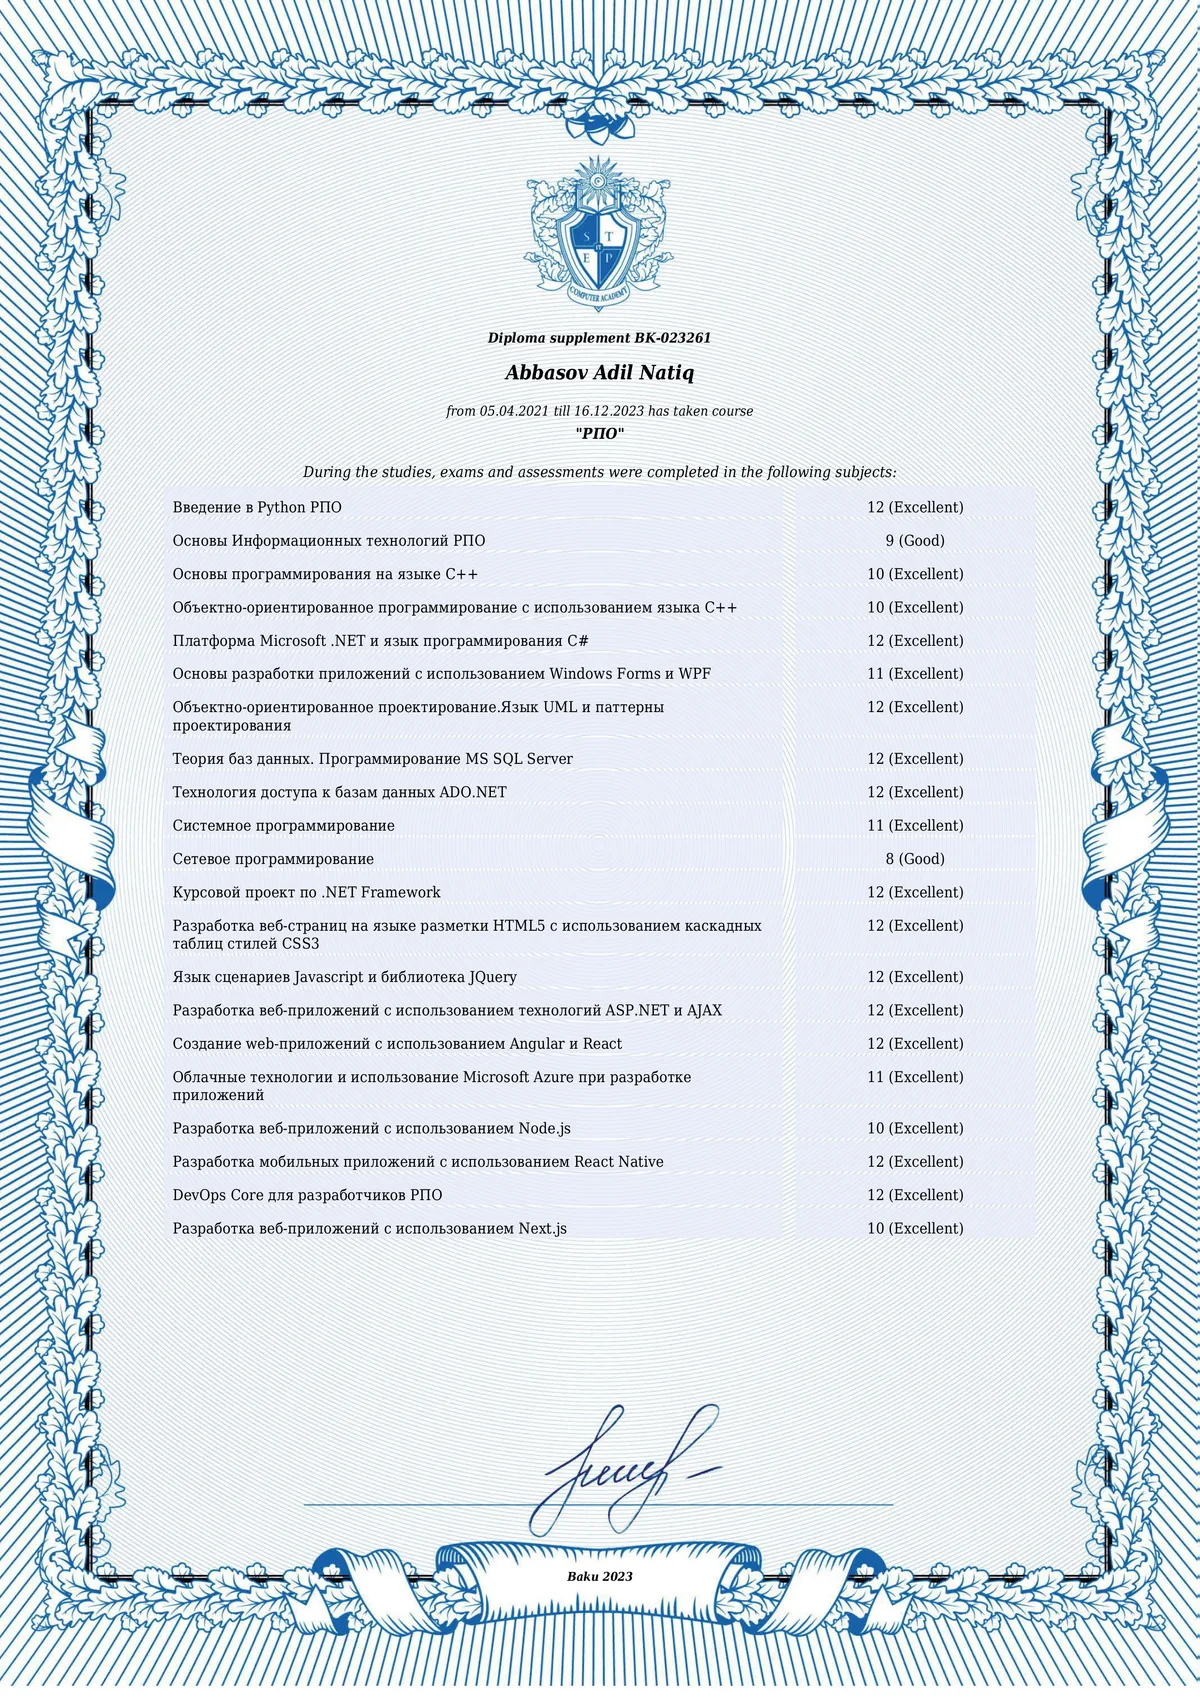 S T
E P
COMPUTER ACADEMY
Diploma supplement BK-023261
Abbasov Adil Natiq
from 05.04.2021 till 16.12.2023 has taken course
"РПО"
During the studies, exams and assessments were completed in the following subjects:
Введение в Python РПО 12 (Excellent)
Основы Информационных технологий РПО 9 (Good)
Основы программирования на языке C++ 10 (Excellent)
Объектно-ориентированное программирование с использованием языка C++ 10 (Excellent)
Платформа Microsoft .NET и язык программирования C# 12 (Excellent)
Основы разработки приложений с использованием Windows Forms и WPF 11 (Excellent)
Объектно-ориентированное проектирование.Язык UML и паттерны 12 (Excellent)
проектирования
Теория баз данных. Программирование MS SQL Server 12 (Excellent)
Технология доступа к базам данных ADO.NET 12 (Excellent)
Системное программирование 11 (Excellent)
Сетевое программирование 8 (Good)
Курсовой проект по .NET Framework 12 (Excellent)
Разработка веб-страниц на языке разметки HTML5 с использованием каскадных 12 (Excellent)
таблиц стилей CSS3
Язык сценариев Javascript и библиотека JQuery 12 (Excellent)
Разработка веб-приложений с использованием технологий ASP.NET и AJAX 12 (Excellent)
Создание web-приложений с использованием Angular и React 12 (Excellent)
Облачные технологии и использование Microsoft Azure при разработке 11 (Excellent)
приложений
Разработка веб-приложений с использованием Node.js 10 (Excellent)
Разработка мобильных приложений с использованием React Native 12 (Excellent)
DevOps Core для разработчиков РПО 12 (Excellent)
Разработка веб-приложений с использованием Next.js 10 (Excellent)
Baku 2023